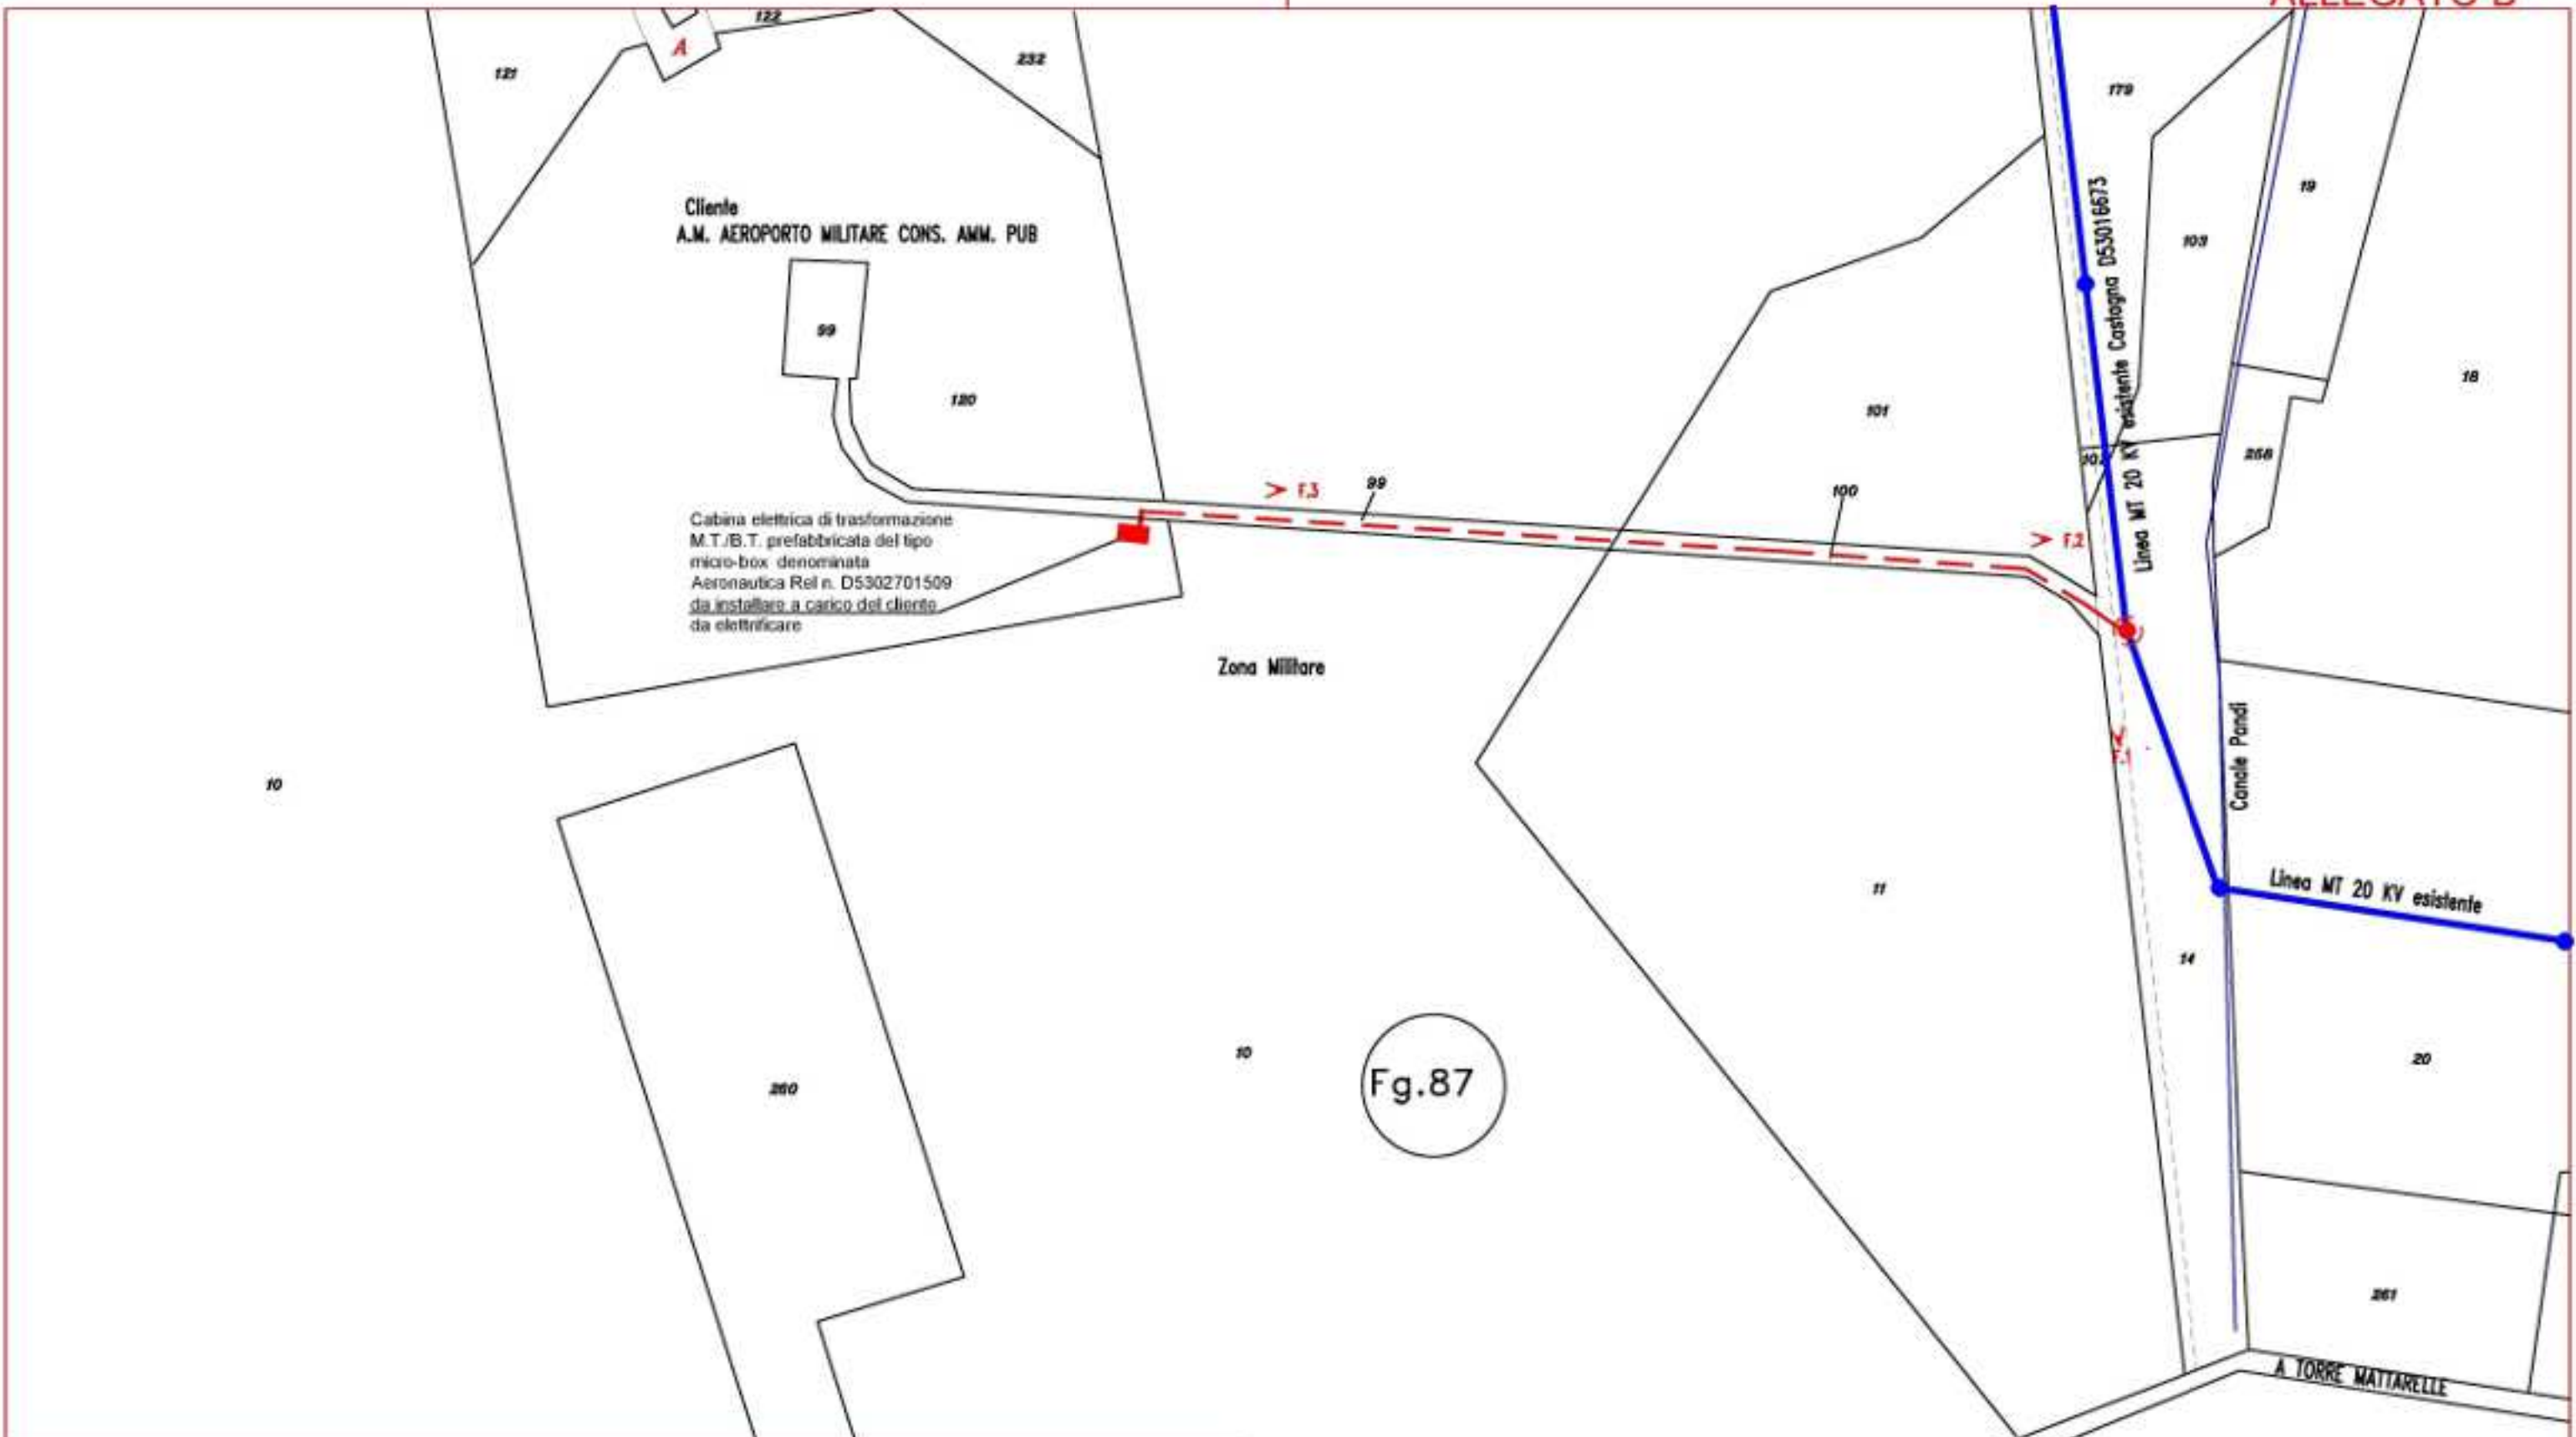 122
A
121
232
179
Cliente
A.M. AEROPORTO MILITARE CONS. AMM. PUB
19
103
99
120
18
101
Linea MT 20 KV esistente Castagna D53016673
258
F.3
99
100
F.2
Cabina elettrica di trasformazione
M.T./B.T. prefabbricata del tipo
micro-box denominata
Aeronautica Rel n. D5302701509
da installare a carico del cliente
da elettrificare
Zona Militare
F.1
Canale Pandi
10
11
Linea MT 20 KV esistente
14
10
Fg.87
20
260
261
A TORRE MATTARELLE